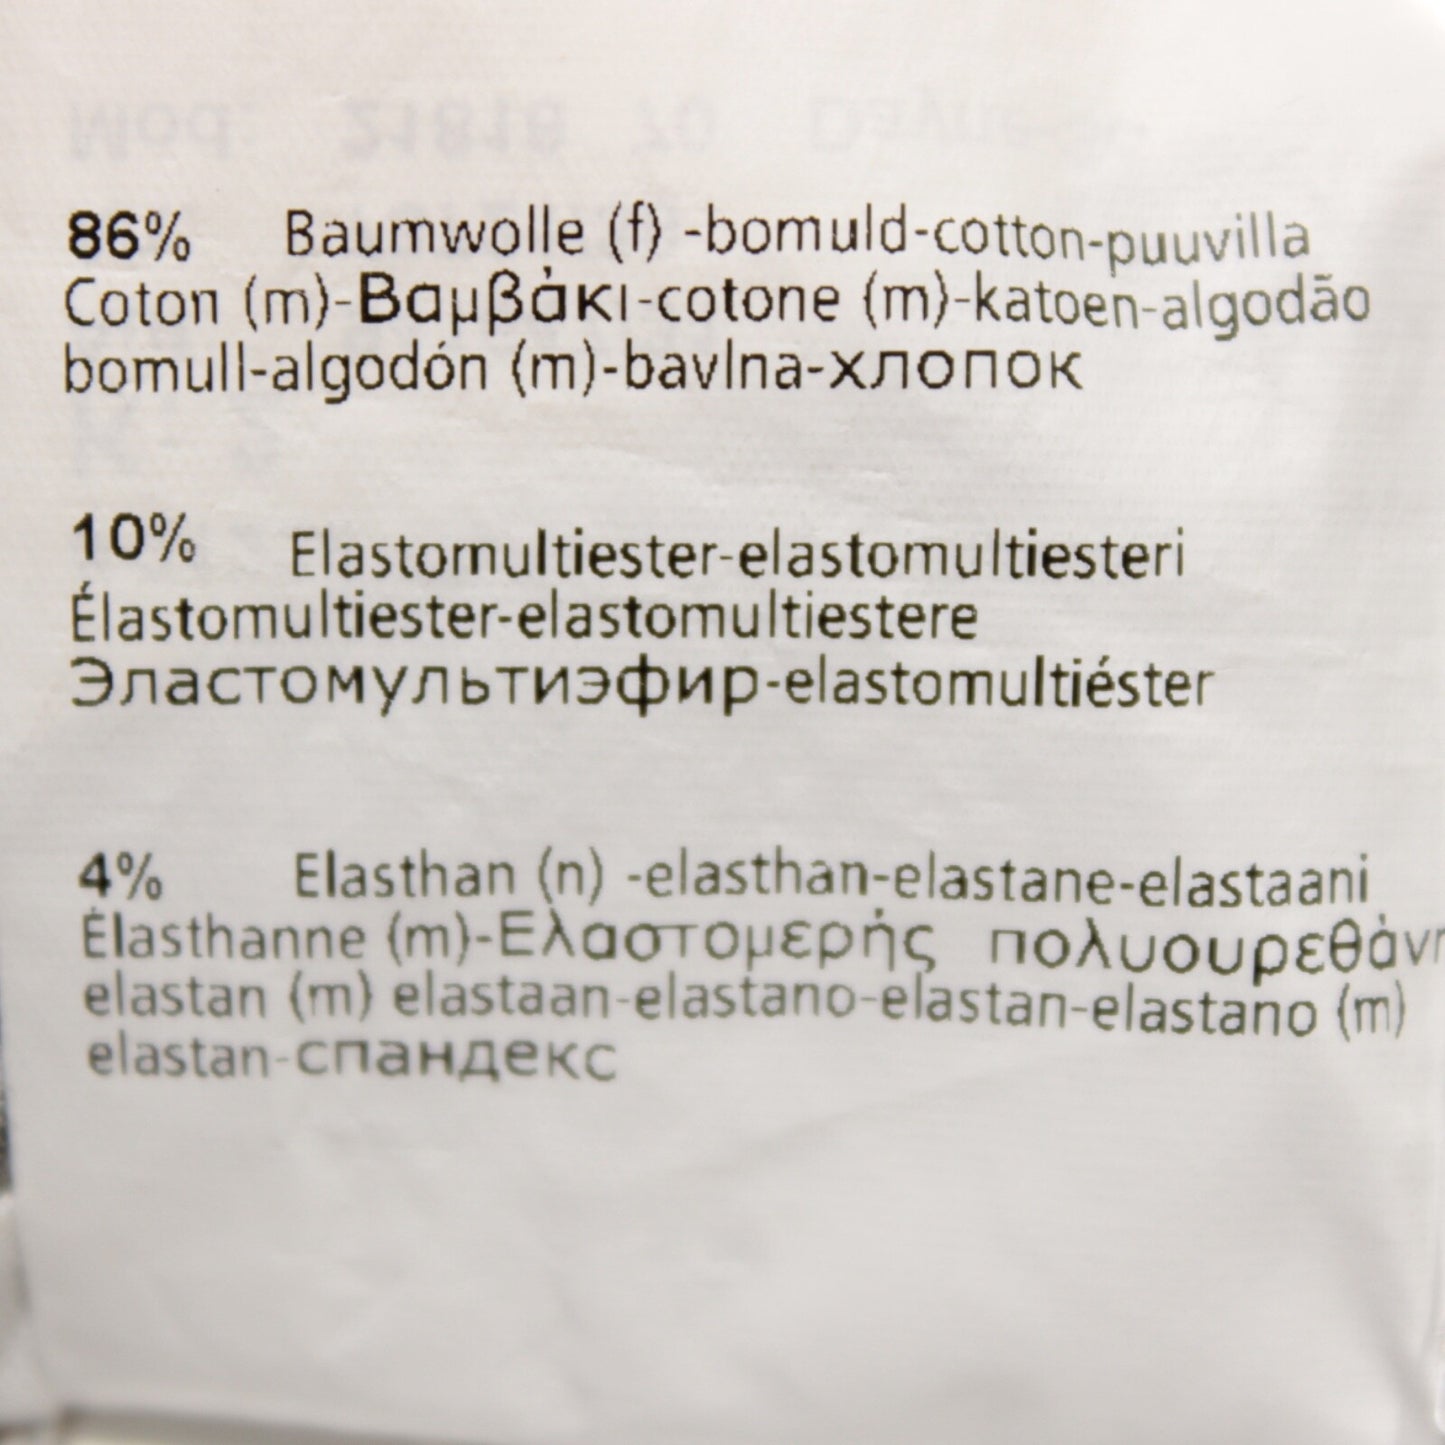 86% Baumwolle (f) -bomuld-cotton-puuvilla
Coton (m)-Βαμβάκι-cotone (m)-katoen-algodão
bomull-algodón (m)-bavlna-хлопок
10% Elastomultiester-elastomultiesteri
Élastomultiester-elastomultiestere
Эластомультиэфир-elastomultiéster
4% Elasthan (n) -elasthan-elastane-elastaani
Élasthanne (m)-Ελαστομερής πολυουρεθάν
elastan (m) elastaan-elastano-elastan-elastano (m)
elastan-спандекс